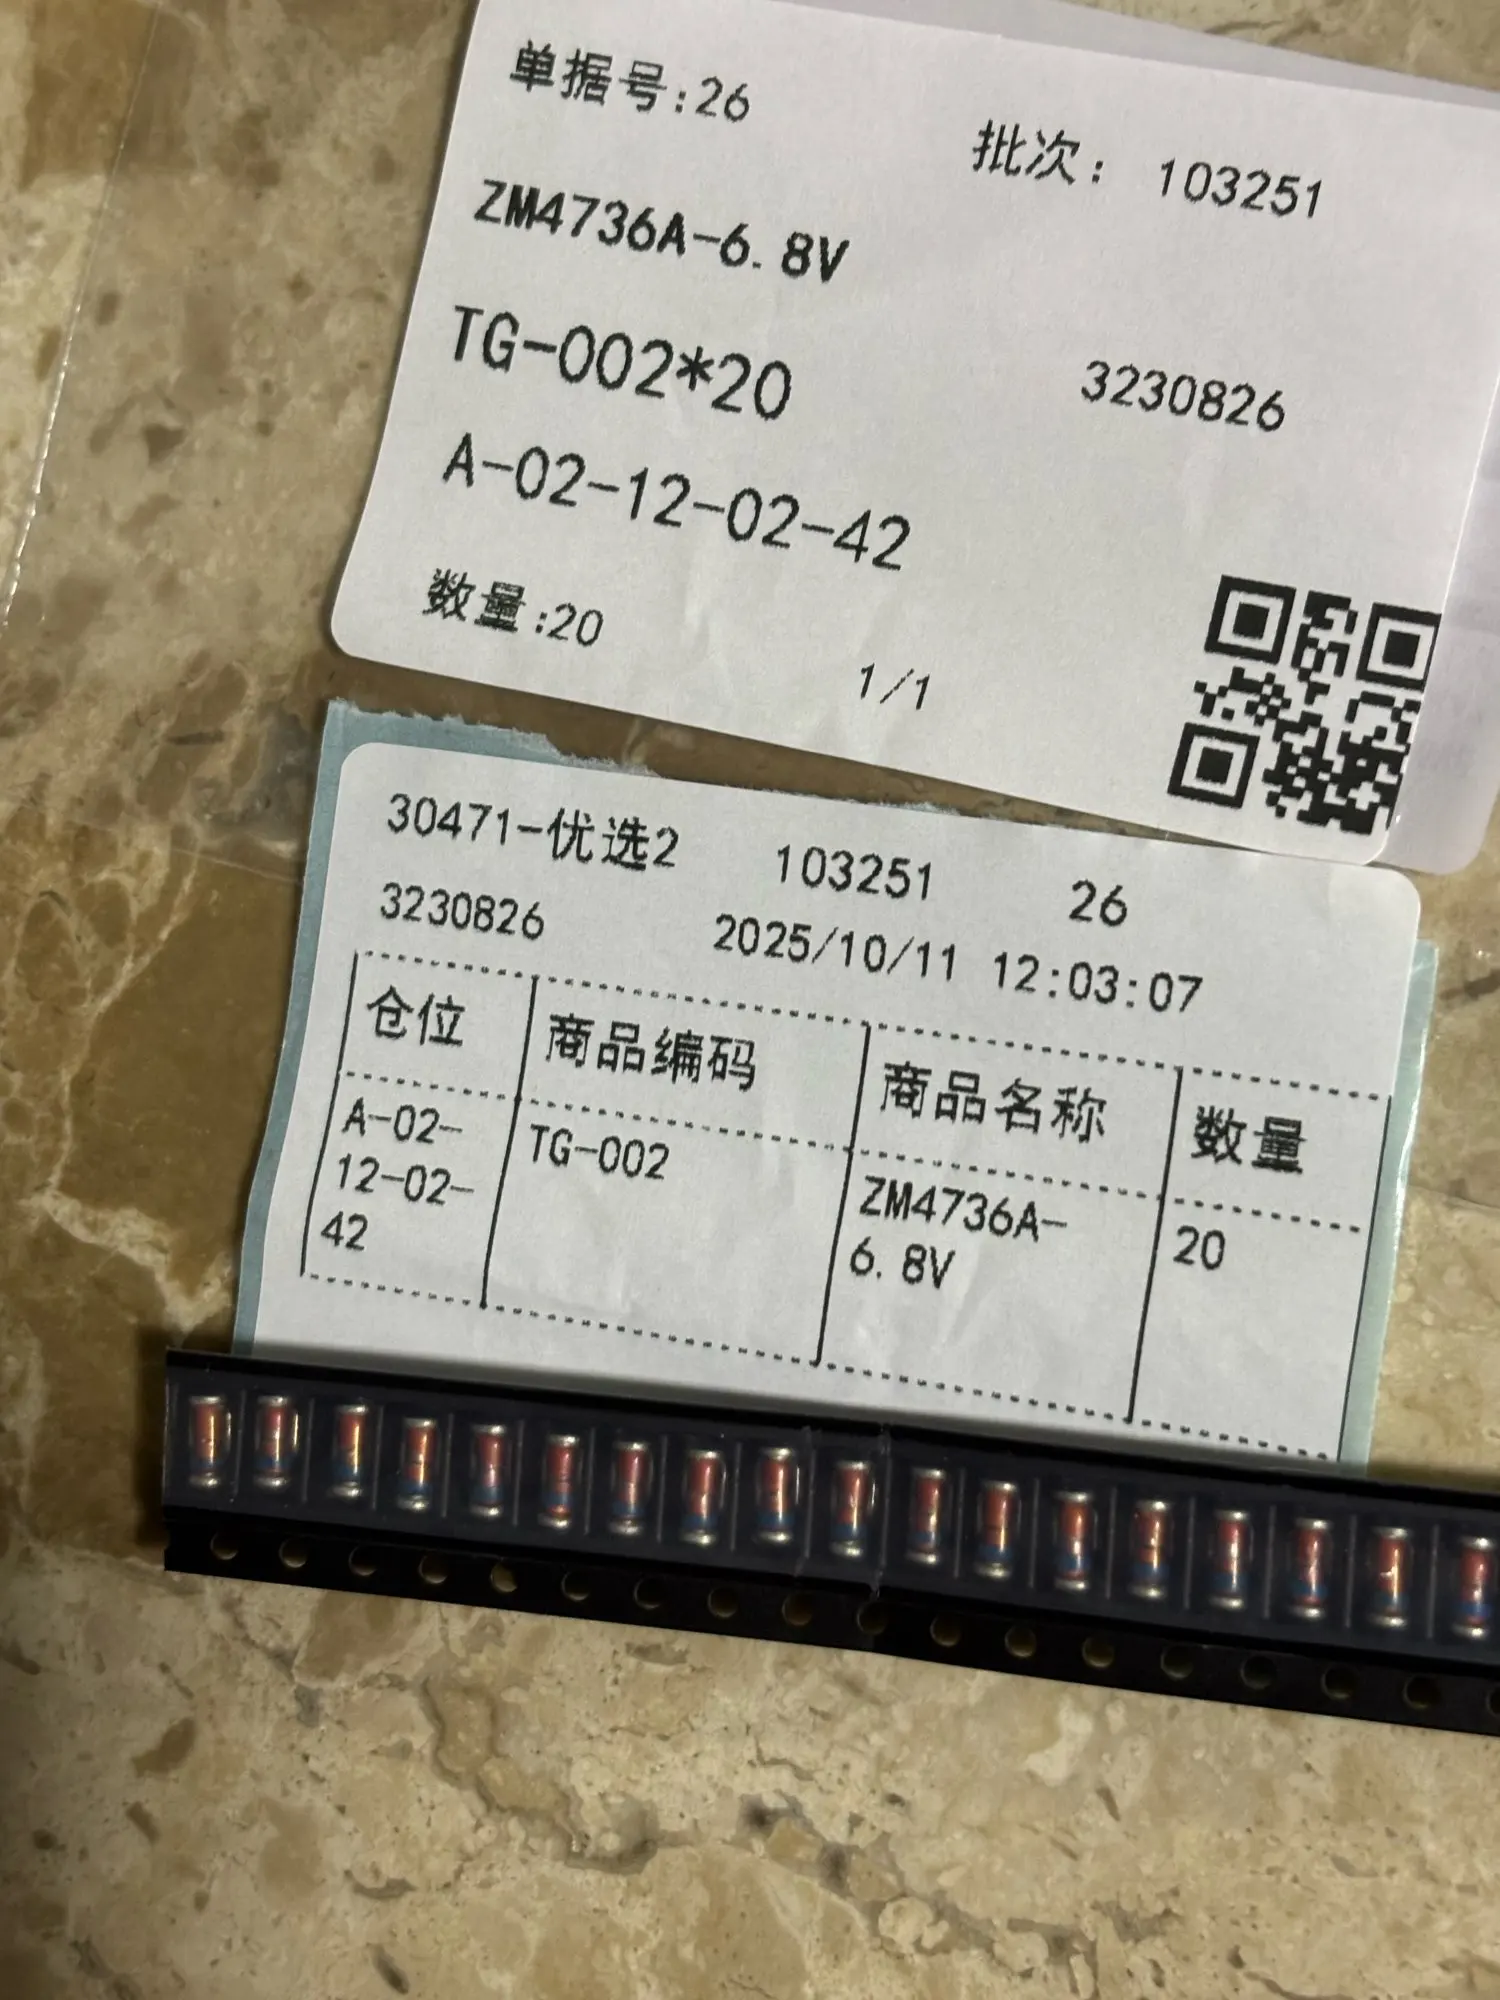 单据号:26
批次: 103251
ZM4736A-6.8V
TG-002*20
3230826
A-02-12-02-42
数量:20
1/1
30471-优选2 103251 26
3230826 2025/10/11 12:03:07
仓位 商品编码 商品名称 数量
A-02-12-02-42 TG-002 ZM4736A-6.8V 20